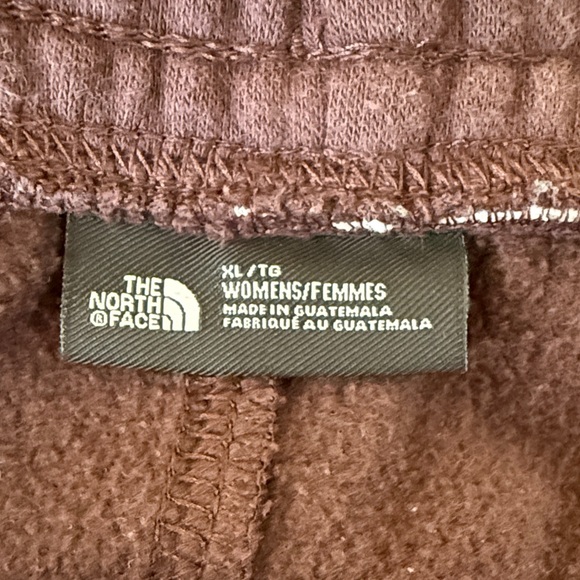 THE
NORTH
®FACE
XL/TG
WOMENS/FEMMES
MADE IN GUATEMALA
FABRIQUÉ AU GUATEMALA